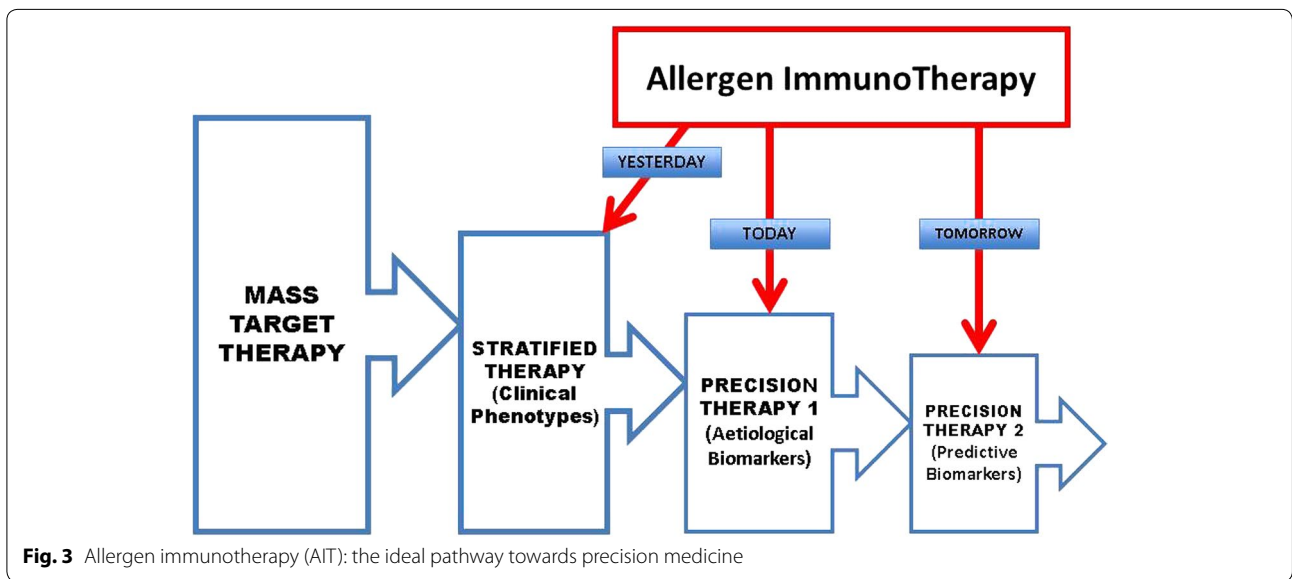 Allergen ImmunoTherapy
YESTERDAY
TODAY
TOMORROW
MASS
TARGET
THERAPY
STRATIFIED
THERAPY
(Clinical
Phenotypes)
PRECISION
THERAPY 1
(Aetiological
Biomarkers)
PRECISION
THERAPY 2
(Predictive
Biomarkers)
Fig. 3 Allergen immunotherapy (AIT): the ideal pathway towards precision medicine